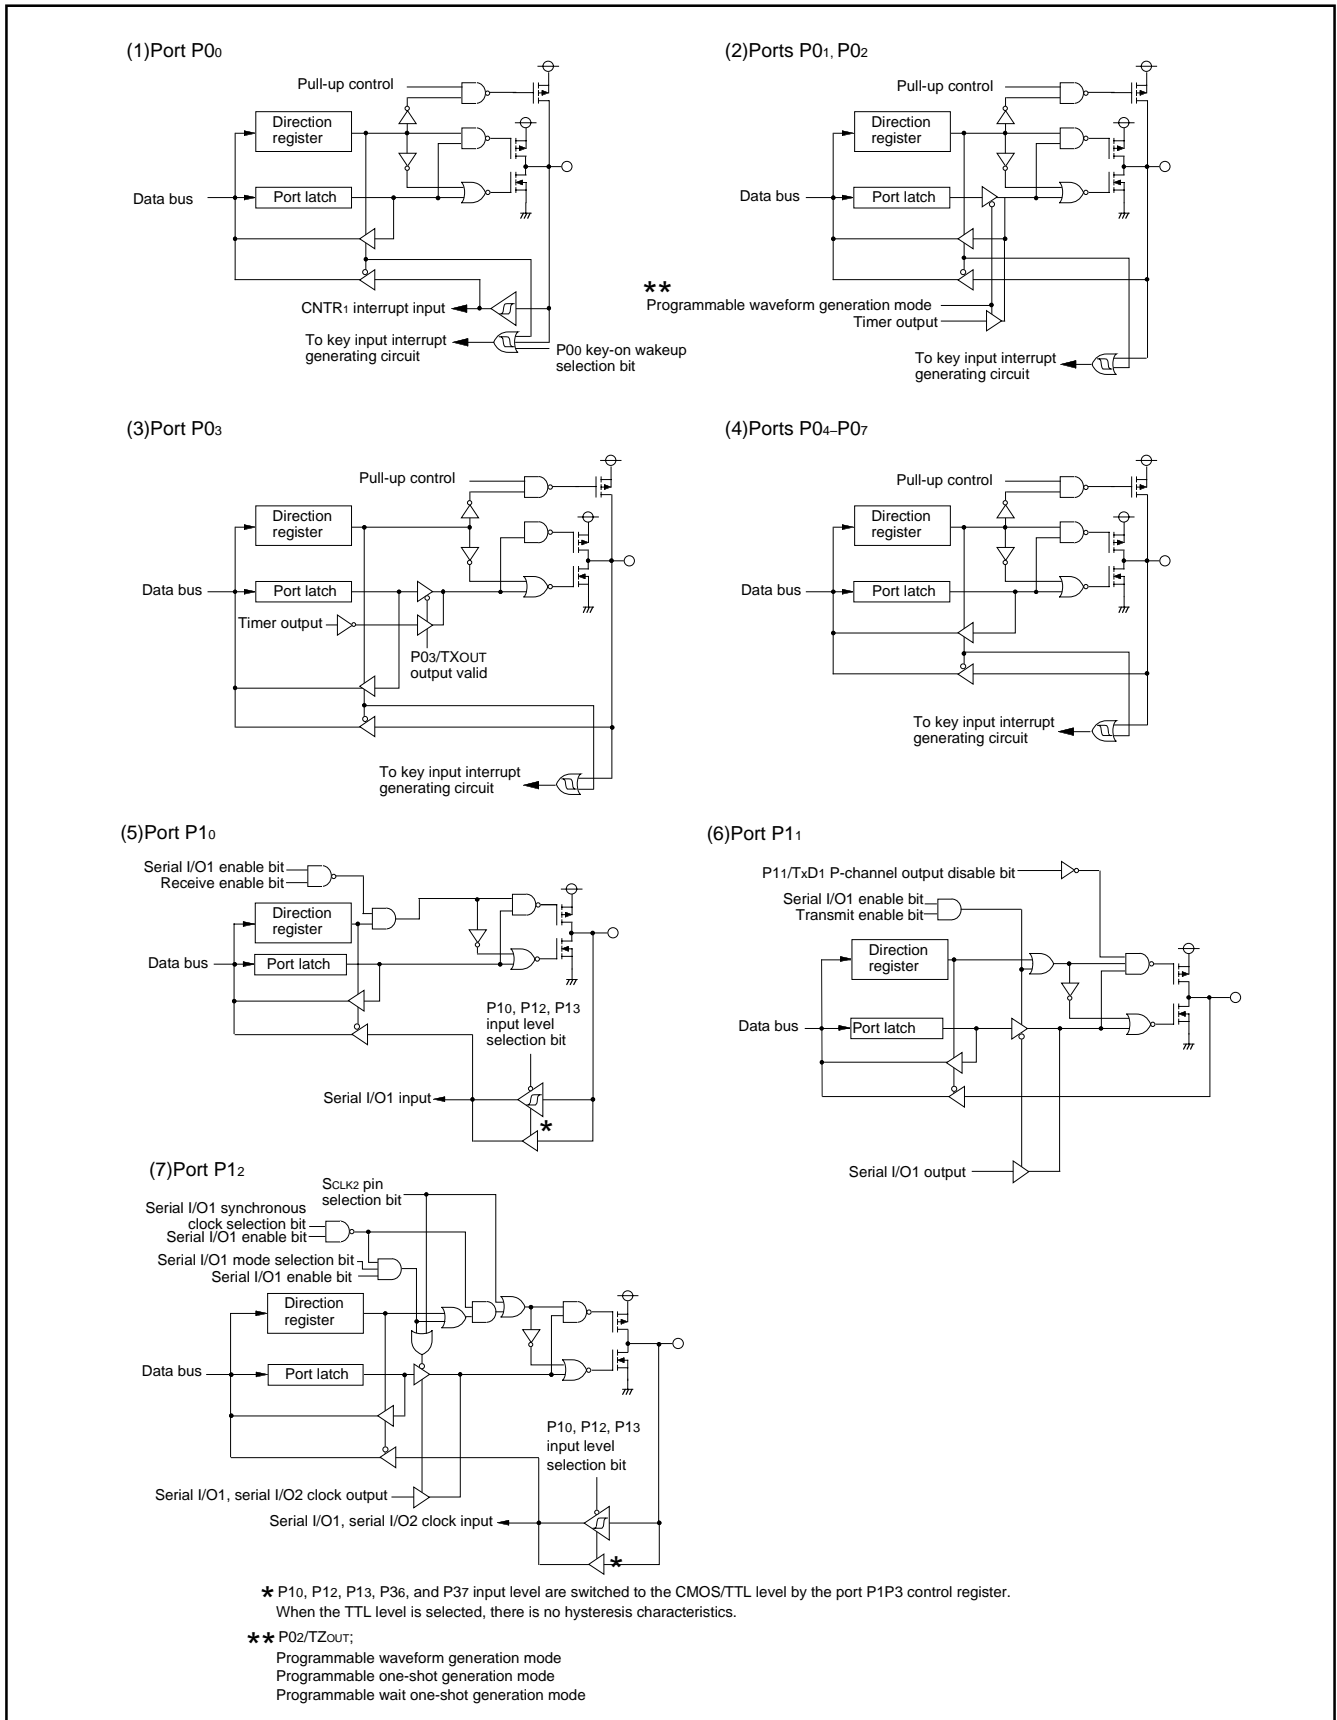 (1)Port P00
Pull-up control
Direction
register
Data bus
Port latch
CNTR1 interrupt input
To key input interrupt
generating circuit
P00 key-on wakeup
selection bit
(2)Ports P01, P02
Pull-up control
Direction
register
Data bus
Port latch
**
Programmable waveform generation mode
Timer output
To key input interrupt
generating circuit
(3)Port P03
Pull-up control
Direction
register
Data bus
Port latch
Timer output
P03/TXOUT
output valid
To key input interrupt
generating circuit
(4)Ports P04–P07
Pull-up control
Direction
register
Data bus
Port latch
To key input interrupt
generating circuit
(5)Port P10
Serial I/O1 enable bit
Receive enable bit
Direction
register
Data bus
Port latch
P10, P12, P13
input level
selection bit
Serial I/O1 input
*
(6)Port P11
P11/TxD1 P-channel output disable bit
Serial I/O1 enable bit
Transmit enable bit
Direction
register
Data bus
Port latch
Serial I/O1 output
(7)Port P12
SCLK2 pin
selection bit
Serial I/O1 synchronous
clock selection bit
Serial I/O1 enable bit
Serial I/O1 mode selection bit
Serial I/O1 enable bit
Direction
register
Data bus
Port latch
P10, P12, P13
input level
selection bit
Serial I/O1, serial I/O2 clock output
Serial I/O1, serial I/O2 clock input
*
* P10, P12, P13, P36, and P37 input level are switched to the CMOS/TTL level by the port P1P3 control register.
When the TTL level is selected, there is no hysteresis characteristics.
** P02/TZOUT;
Programmable waveform generation mode
Programmable one-shot generation mode
Programmable wait one-shot generation mode